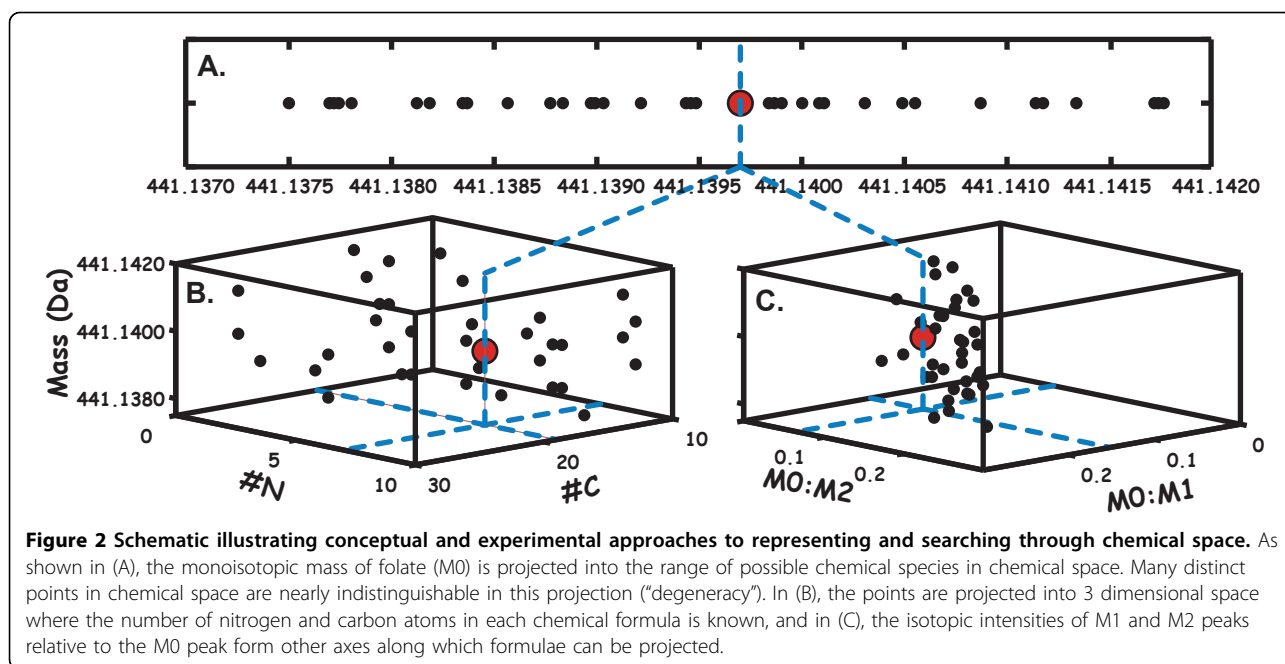 A.
441.1370 441.1375 441.1380 441.1385 441.1390 441.1395 441.1400 441.1405 441.1410 441.1415 441.1420
Mass (Da)
441.1420
441.1400
441.1380
B.
0
5
10
#N
30
20
10
#C
C.
0.1
0.2
M0:M2
0.2
0.1
0
M0:M1
Figure 2 Schematic illustrating conceptual and experimental approaches to representing and searching through chemical space. As
shown in (A), the monoisotopic mass of folate (M0) is projected into the range of possible chemical species in chemical space. Many distinct
points in chemical space are nearly indistinguishable in this projection (“degeneracy”). In (B), the points are projected into 3 dimensional space
where the number of nitrogen and carbon atoms in each chemical formula is known, and in (C), the isotopic intensities of M1 and M2 peaks
relative to the M0 peak form other axes along which formulae can be projected.